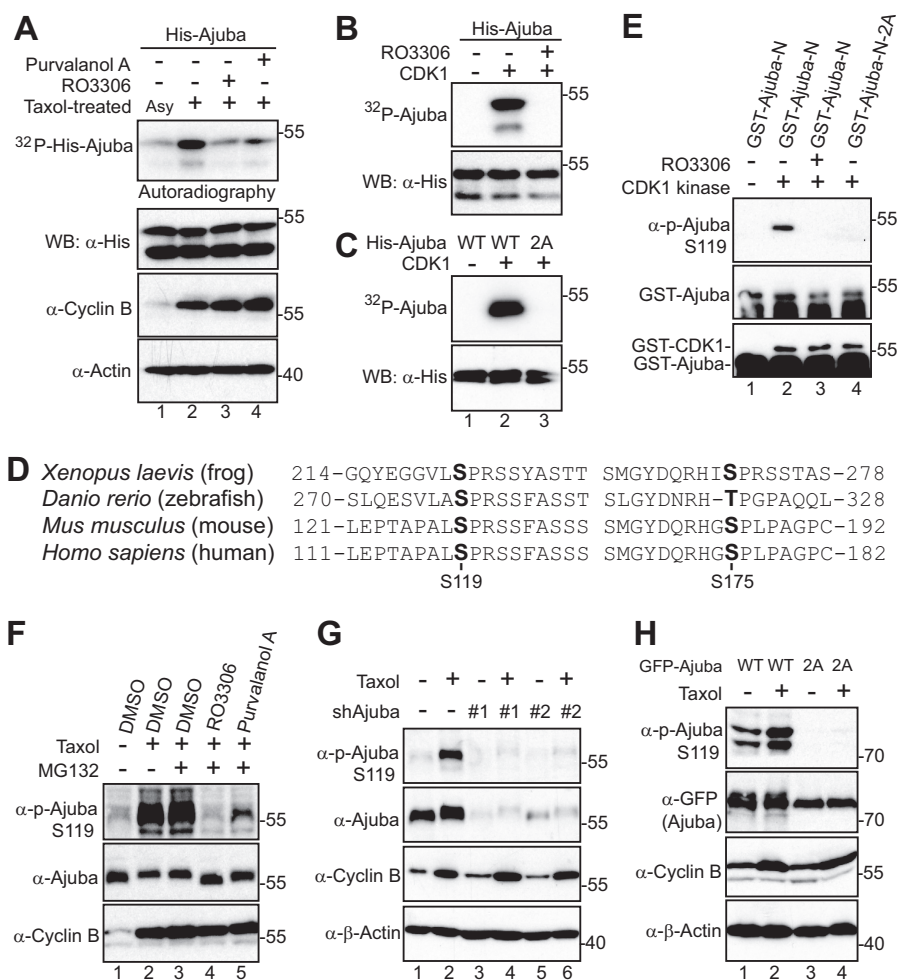 A
His-Ajuba
Purvalanol A - - - +
RO3306 - - + -
Taxol-treated Asy + + +
32P-His-Ajuba 55
Autoradiography
WB: α-His 55
α-Cyclin B 55
α-Actin 40
1 2 3 4
B
His-Ajuba
RO3306 - - +
CDK1 - + +
32P-Ajuba 55
WB: α-His 55
C
His-Ajuba WT WT 2A
CDK1 - + +
32P-Ajuba 55
WB: α-His 55
1 2 3
E
GST-Ajuba-N
GST-Ajuba-N
GST-Ajuba-N
GST-Ajuba-N-2A
RO3306 - - + -
CDK1 kinase - + + +
α-p-Ajuba 55
S119
GST-Ajuba 55
GST-CDK1- 55
GST-Ajuba-
1 2 3 4
D
Xenopus laevis (frog) 214-GQYEGGVLSPRSSYASTT SMGYDQRHISPRSSTAS-278
Danio rerio (zebrafish) 270-SLQESVLASPRSSFASST SLGYDNRH-TPGPAQQL-328
Mus musculus (mouse) 121-LEPTAPALSPRSSFASSS SMGYDQRHGSPLPAGPC-192
Homo sapiens (human) 111-LEPTAPALSPRSSFASSS SMGYDQRHGSPLPAGPC-182
S119 S175
F
DMSO
DMSO
DMSO
RO3306
Purvalanol A
Taxol - + + + +
MG132 - - + + +
α-p-Ajuba 55
S119
α-Ajuba 55
α-Cyclin B 55
1 2 3 4 5
G
Taxol - + - + - +
shAjuba - - #1 #1 #2 #2
α-p-Ajuba 55
S119
α-Ajuba 55
α-Cyclin B 55
α-β-Actin 40
1 2 3 4 5 6
H
GFP-Ajuba WT WT 2A 2A
Taxol - + - +
α-p-Ajuba 70
S119
α-GFP 70
(Ajuba)
α-Cyclin B 55
α-β-Actin 40
1 2 3 4